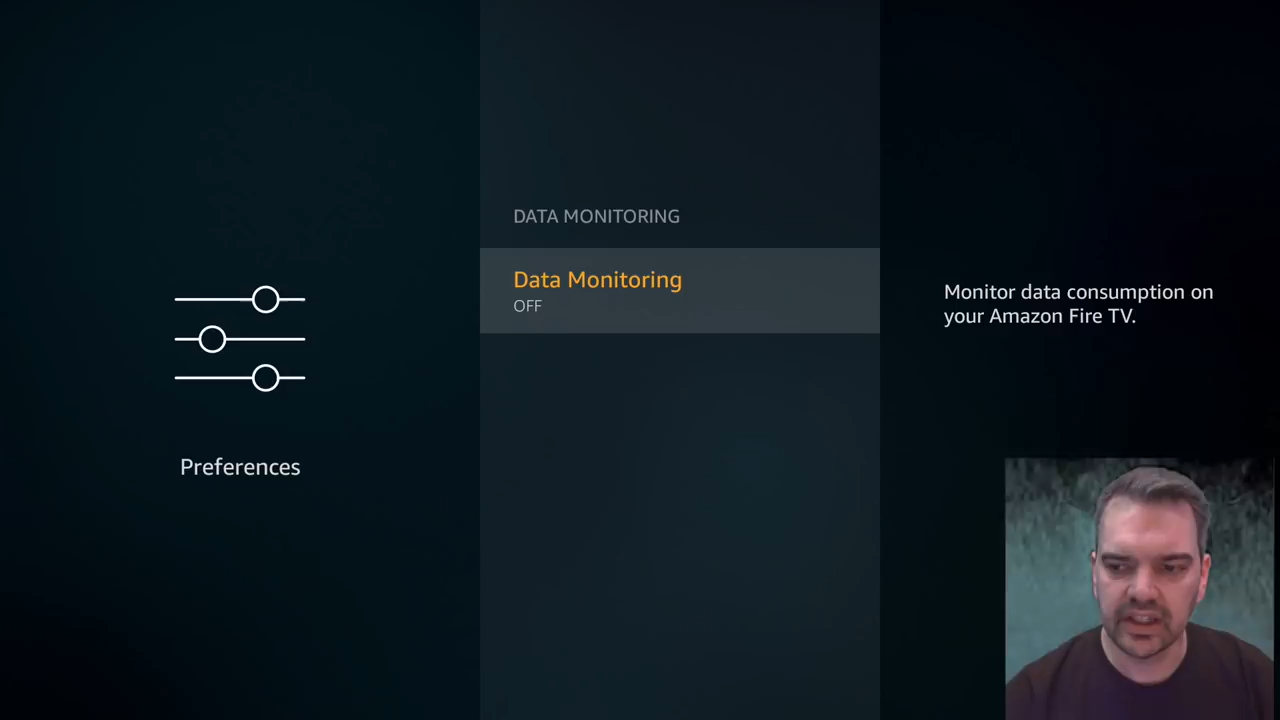 DATA MONITORING
Data Monitoring
OFF
Monitor data consumption on
your Amazon Fire TV.
Preferences